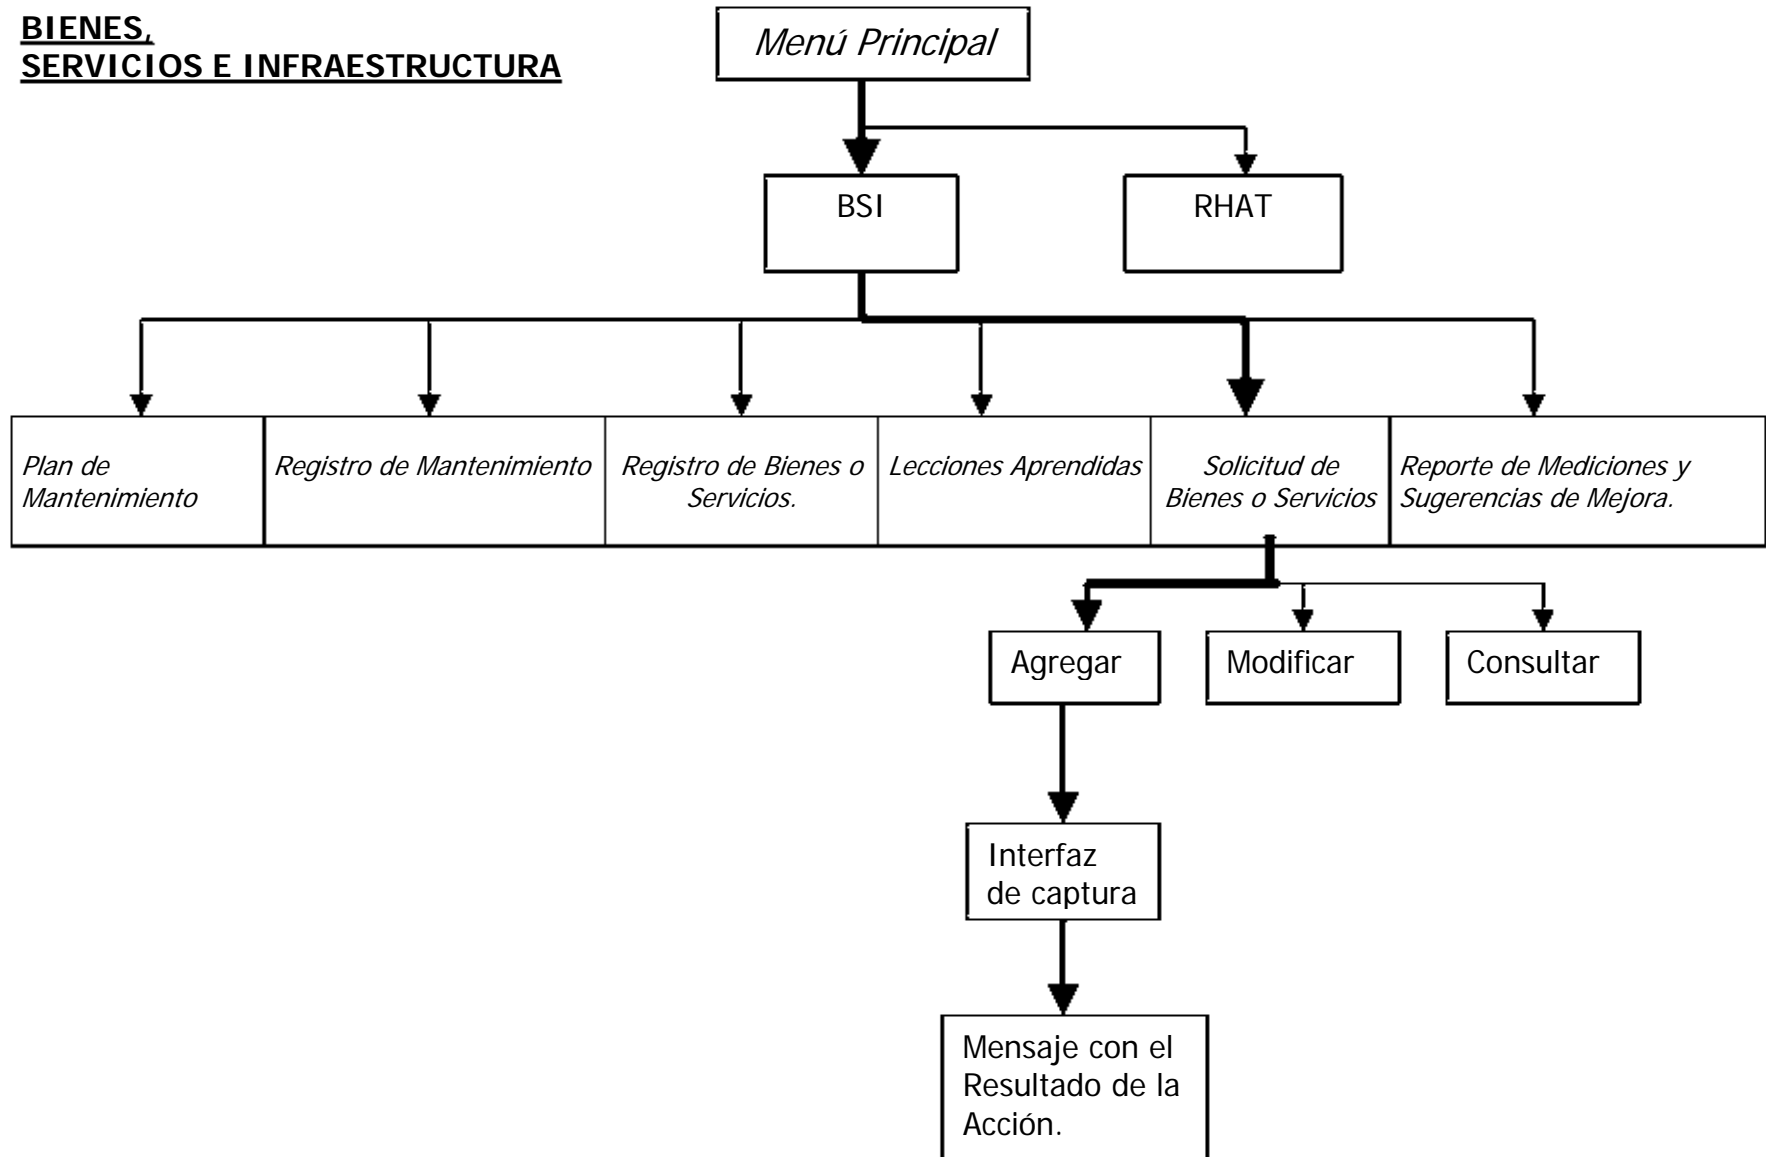 BIENES,
SERVICIOS E INFRAESTRUCTURA
Menú Principal
BSI
RHAT
Plan de
Mantenimiento
Registro de Mantenimiento
Registro de Bienes o
Servicios.
Lecciones Aprendidas
Solicitud de
Bienes o Servicios
Reporte de Mediciones y
Sugerencias de Mejora.
Agregar
Modificar
Consultar
Interfaz
de captura
Mensaje con el
Resultado de la
Acción.